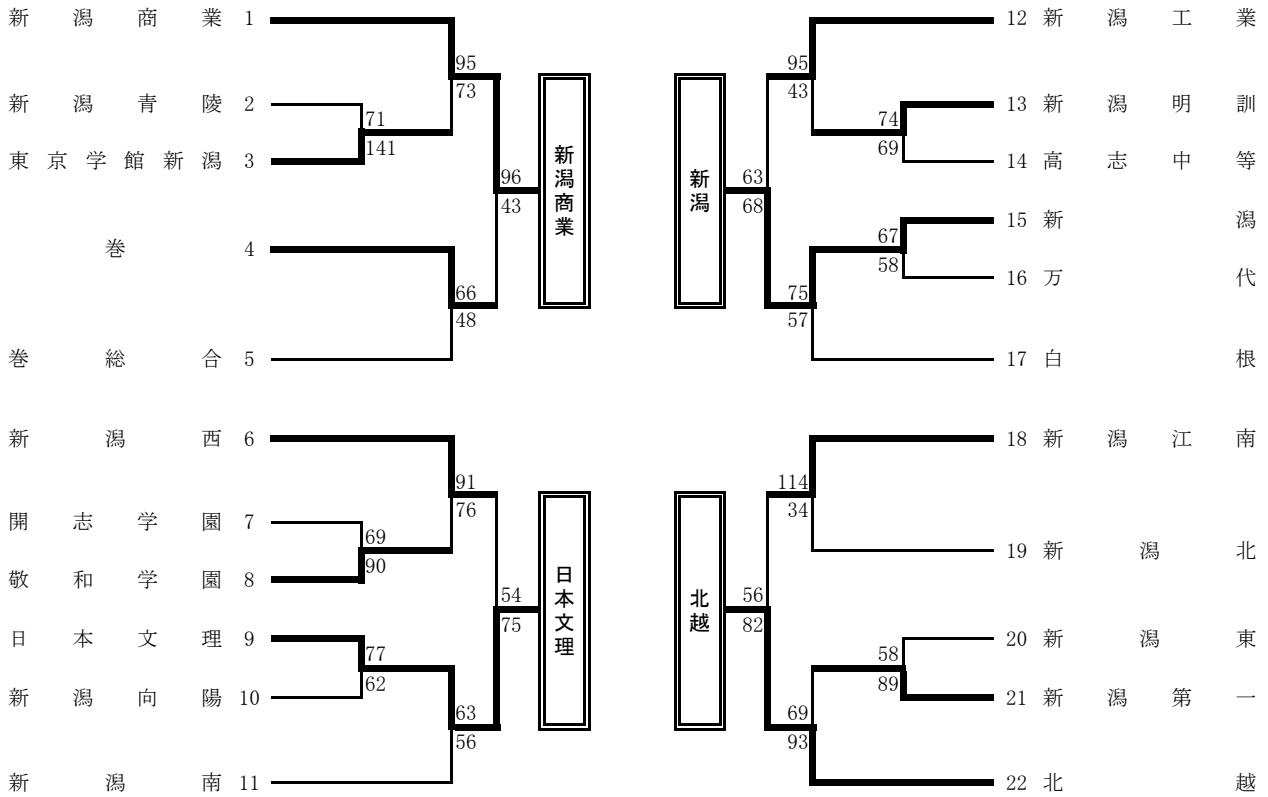 新潟商業 1
95
73
新潟青陵 2
71
141
東京学館新潟 3
96
43
新潟商業
巻 4
66
48
巻総合 5
新潟西 6
91
76
開志学園 7
69
90
敬和学園 8
54
75
日本文理
日本文理 9
77
62
新潟向陽 10
63
56
新潟南 11
12 新潟工業
95
43
13 新潟明訓
74
69
14 高志中等
新潟
63
68
15 新潟
67
58
16 万代
75
57
17 白根
18 新潟江南
114
34
19 新潟北
北越
56
82
20 新潟東
58
89
21 新潟第一
69
93
22 北越